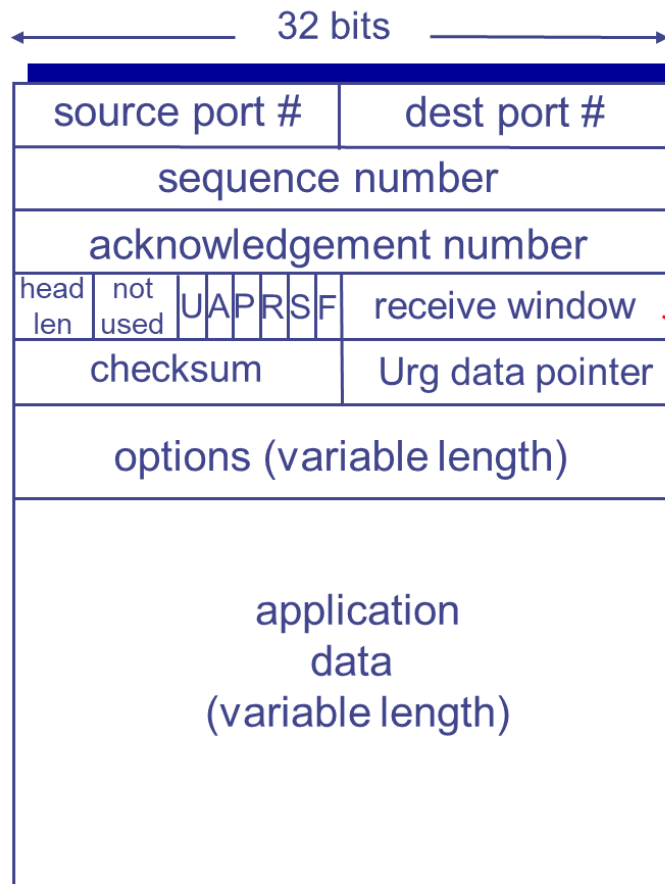 32 bits
source port # dest port #
sequence number
acknowledgement number
head not U A P R S F receive window
len used
checksum Urg data pointer
options (variable length)
application
data
(variable length)